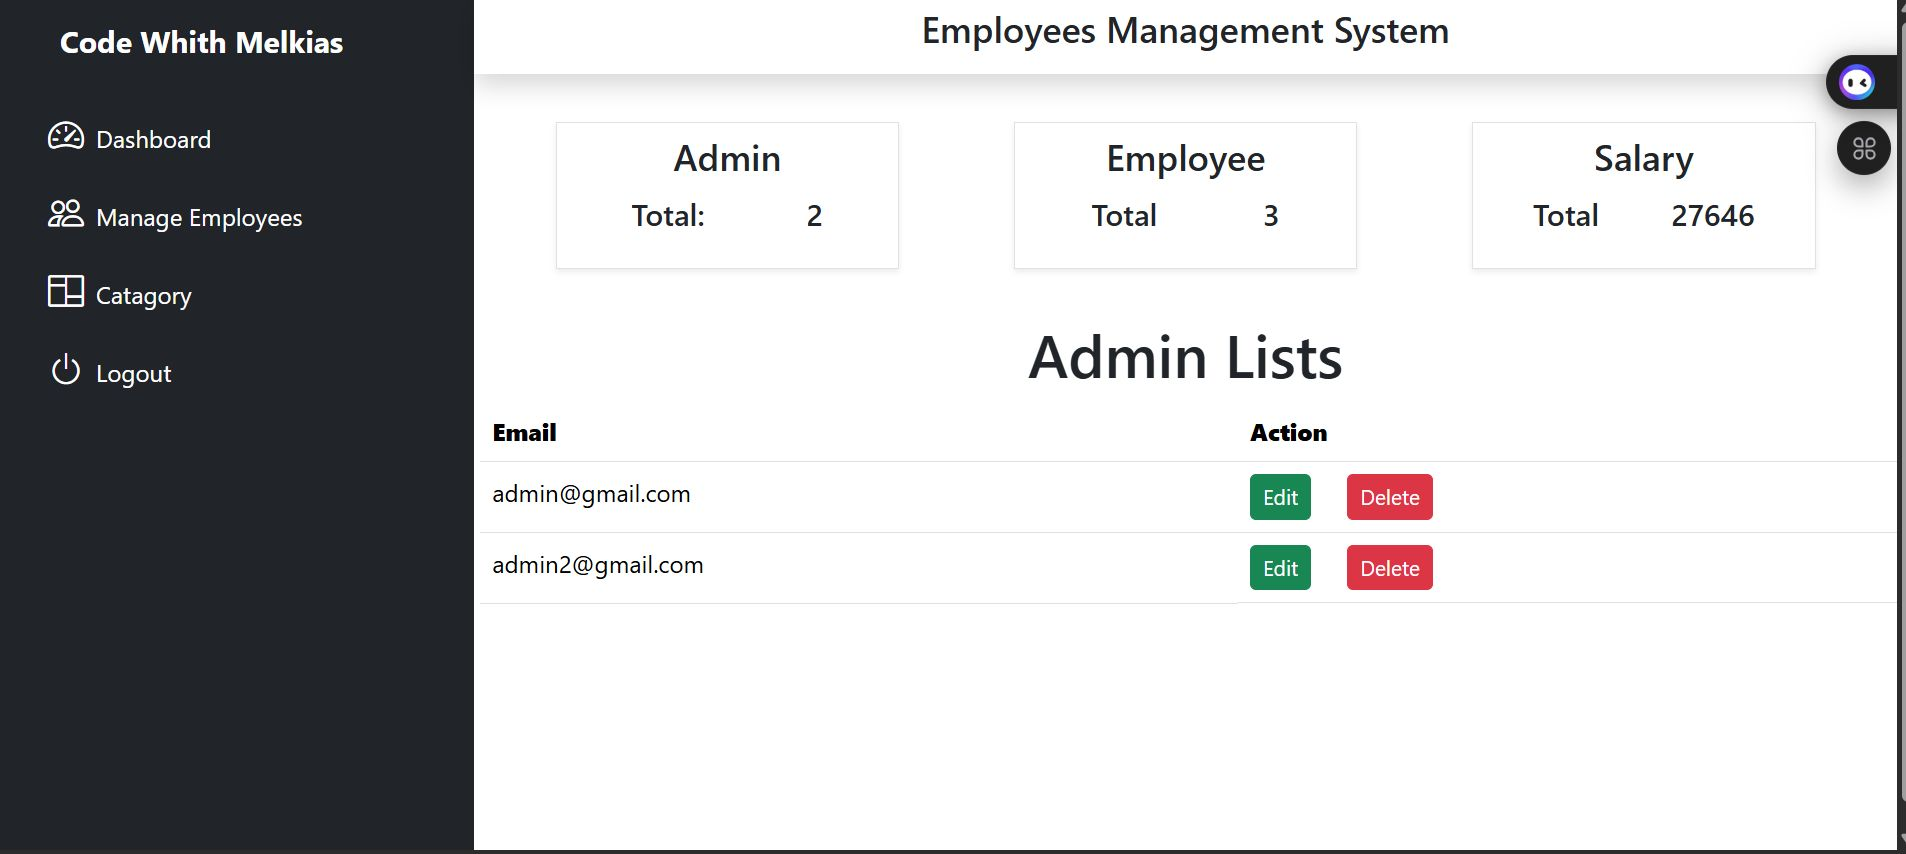 Code Whith Melkias
Dashboard
Manage Employees
Catagory
Logout
Employees Management System
Admin
Total: 2
Employee
Total 3
Salary
Total 27646
Admin Lists
Email Action
admin@gmail.com Edit Delete
admin2@gmail.com Edit Delete